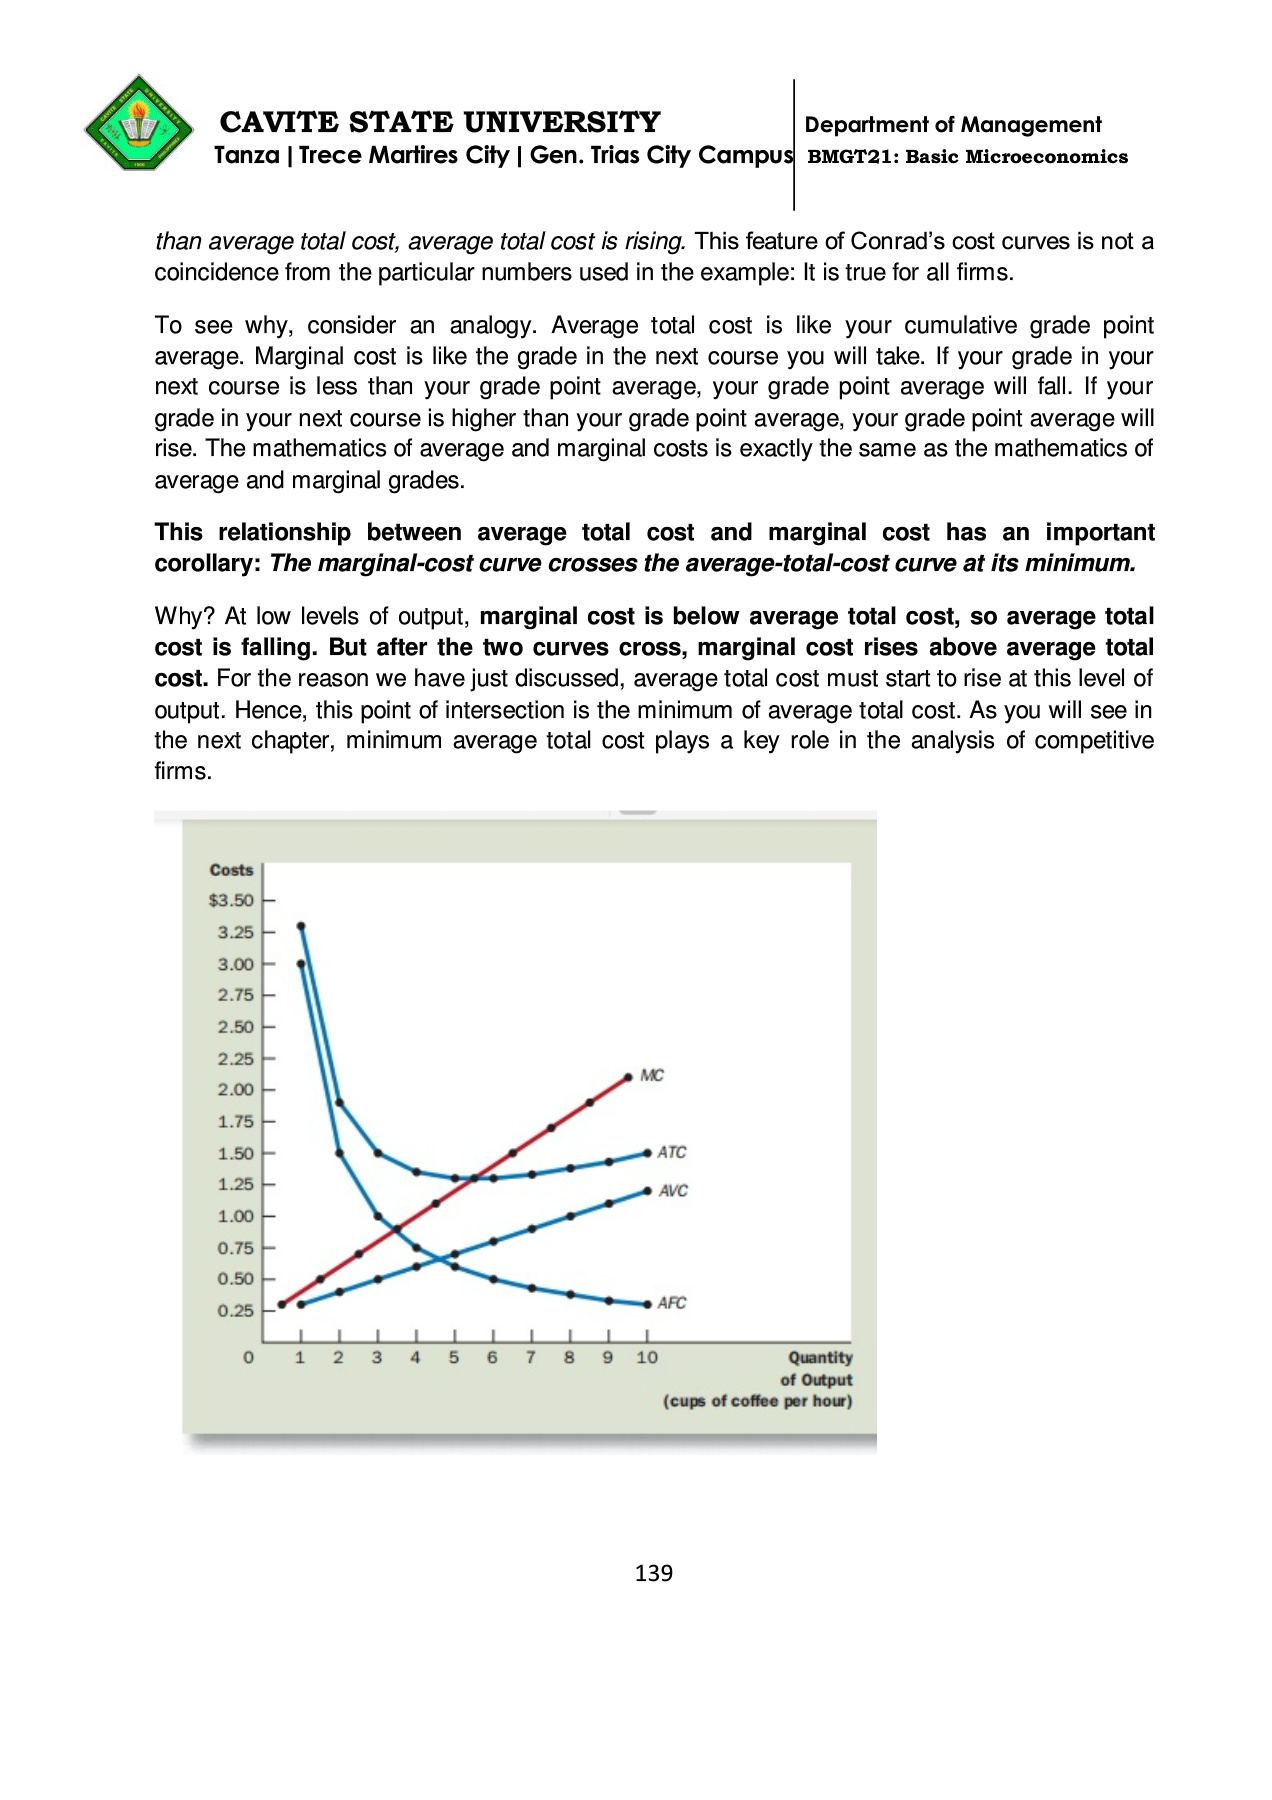 CAVITE STATE UNIVERSITY
Tanza | Trece Martires City | Gen. Trias City Campus
Department of Management
BMGT21: Basic Microeconomics
than average total cost, average total cost is rising. This feature of Conrad’s cost curves is not a
coincidence from the particular numbers used in the example: It is true for all firms.
To see why, consider an analogy. Average total cost is like your cumulative grade point
average. Marginal cost is like the grade in the next course you will take. If your grade in your
next course is less than your grade point average, your grade point average will fall. If your
grade in your next course is higher than your grade point average, your grade point average will
rise. The mathematics of average and marginal costs is exactly the same as the mathematics of
average and marginal grades.
This relationship between average total cost and marginal cost has an important
corollary: The marginal-cost curve crosses the average-total-cost curve at its minimum.
Why? At low levels of output, marginal cost is below average total cost, so average total
cost is falling. But after the two curves cross, marginal cost rises above average total
cost. For the reason we have just discussed, average total cost must start to rise at this level of
output. Hence, this point of intersection is the minimum of average total cost. As you will see in
the next chapter, minimum average total cost plays a key role in the analysis of competitive
firms.
Costs
$3.50
3.25
3.00
2.75
2.50
2.25
2.00
1.75
1.50
1.25
1.00
0.75
0.50
0.25
MC
ATC
AVC
AFC
0 1 2 3 4 5 6 7 8 9 10
Quantity
of Output
(cups of coffee per hour)
139